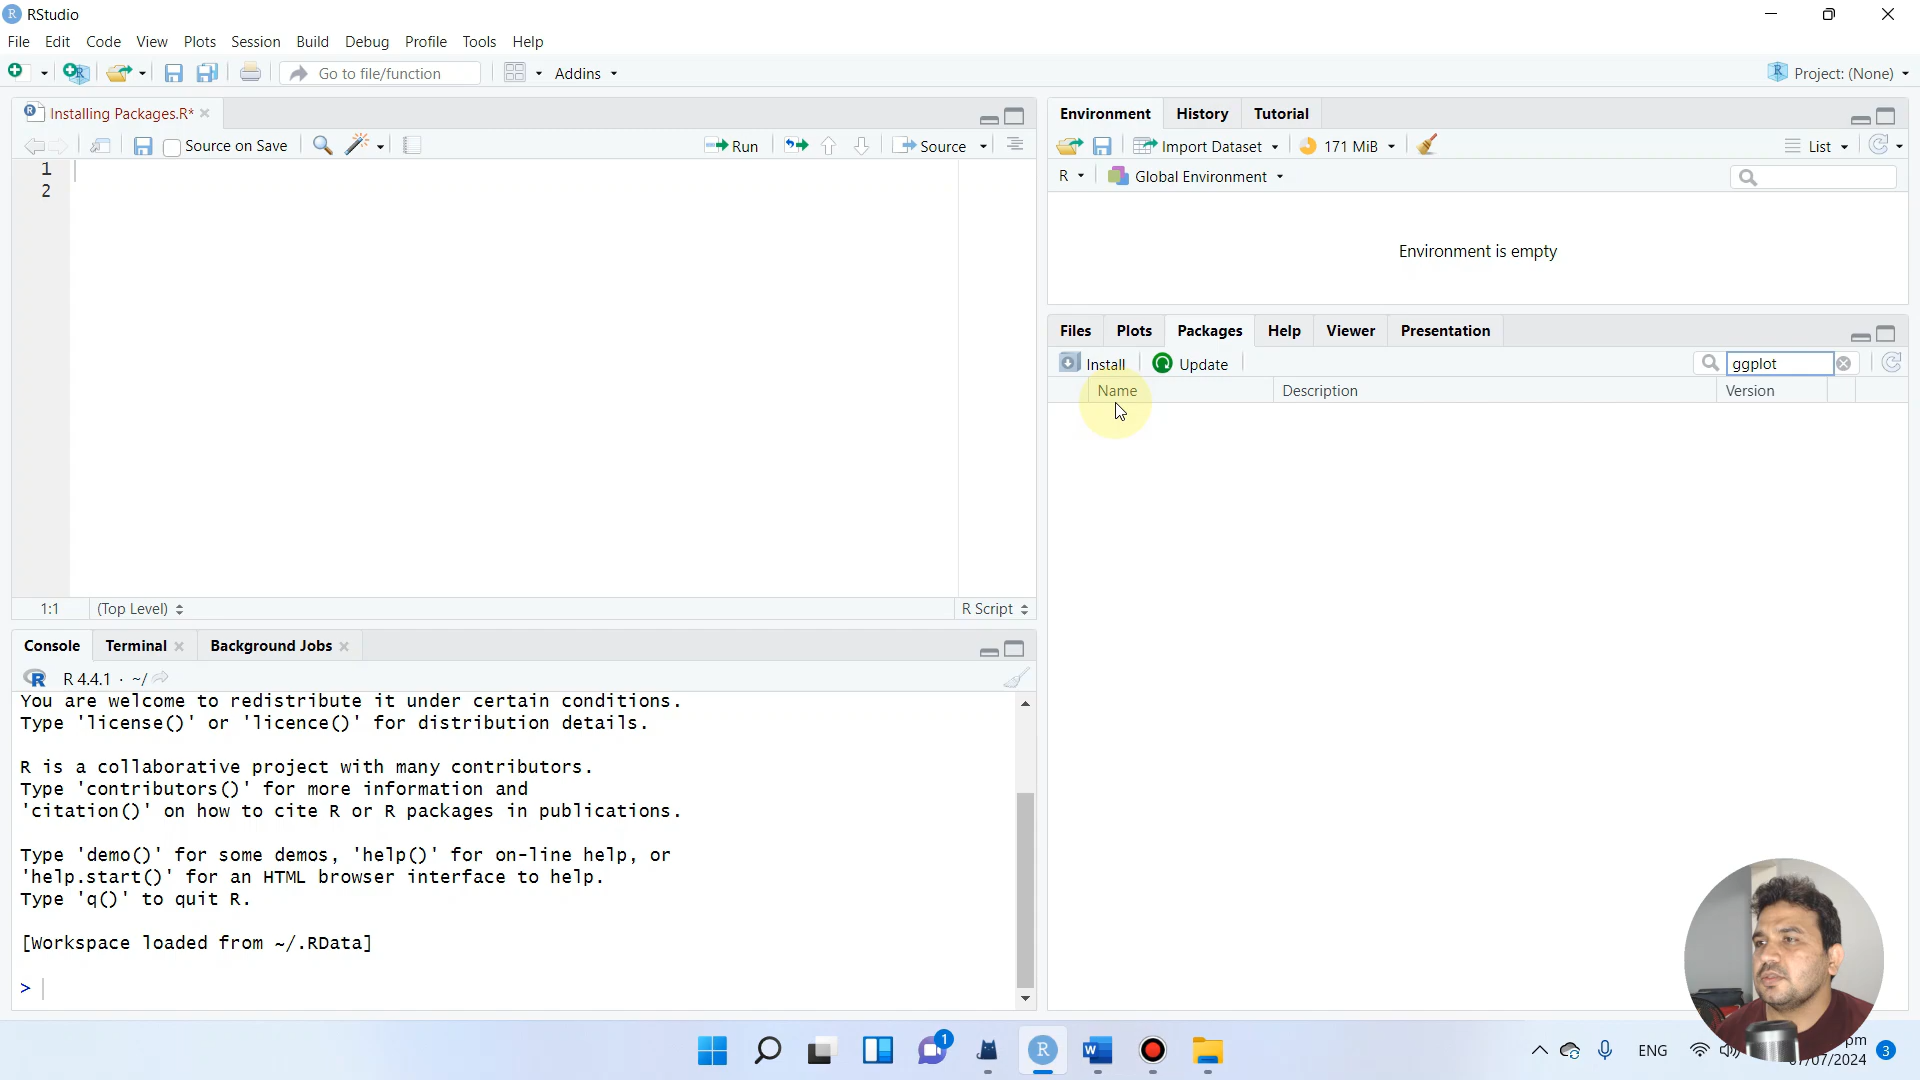 RStudio
File Edit Code View Plots Session Build Debug Profile Tools Help
Go to file/function Addins Project: (None)
Installing Packages.R*
Source on Save Run Source
1
2
1:1 (Top Level) R Script
Console Terminal Background Jobs
R 4.4.1 · ~/
You are welcome to redistribute it under certain conditions.
Type 'license()' or 'licence()' for distribution details.
R is a collaborative project with many contributors.
Type 'contributors()' for more information and
'citation()' on how to cite R or R packages in publications.
Type 'demo()' for some demos, 'help()' for on-line help, or
'help.start()' for an HTML browser interface to help.
Type 'q()' to quit R.
[Workspace loaded from ~/.RData]
>
Environment History Tutorial
Import Dataset 171 MiB List
R Global Environment
Environment is empty
Files Plots Packages Help Viewer Presentation
Install Update ggplot
Name Description Version
1
ENG pm
07/07/2024 3